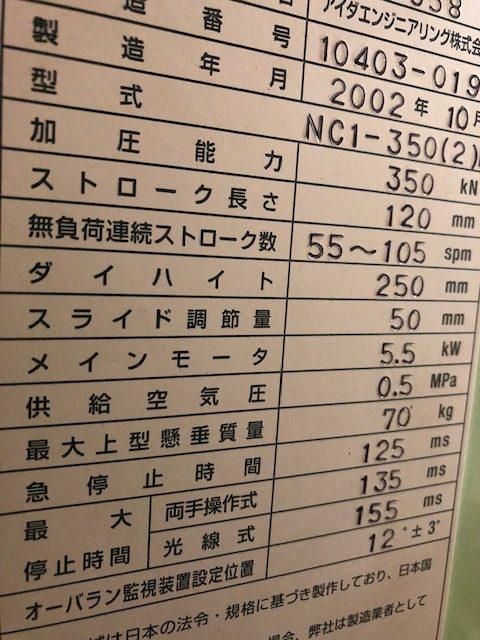 アイダエンジニアリング株式会
製造番号 10403-019
製造年月 2002年 10月
型式 NC1-350(2)
加圧能力 350 kN
ストローク長さ 120 mm
無負荷連続ストローク数 55～105 spm
ダイハイト 250 mm
スライド調節量 50 mm
メインモータ 5.5 kW
供給空気圧 0.5 MPa
最大上型懸垂質量 70 kg
急停止時間 125 ms
最大停止時間 両手操作式 135 ms
光線式 155 ms
オーバラン監視装置設定位置 12°±3°
は日本の法令・規格に基づき製作しており、日本国
場合、弊社は製造業者として